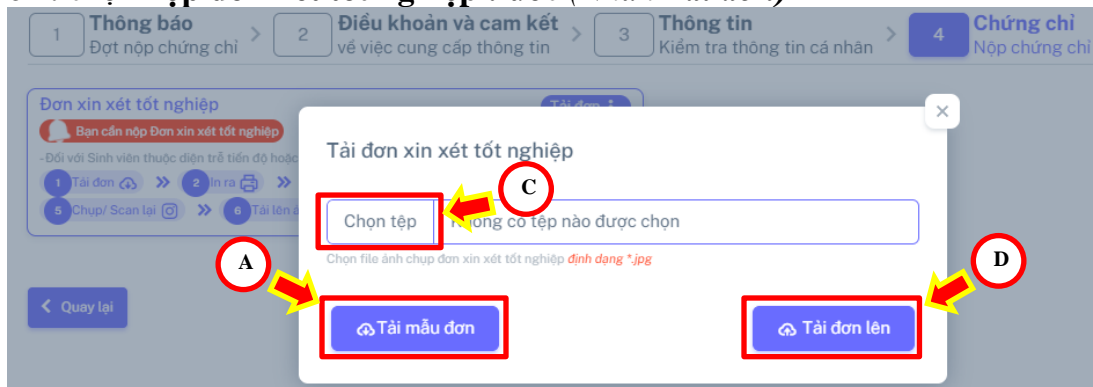 1 Thông báo
Đợt nộp chứng chỉ
2 Điều khoản và cam kết
về việc cung cấp thông tin
3 Thông tin
Kiểm tra thông tin cá nhân
4 Chứng chỉ
Nộp chứng chỉ
Đơn xin xét tốt nghiệp
Tải đơn
Bạn cần nộp Đơn xin xét tốt nghiệp
-Đối với Sinh viên thuộc diện trễ tiến độ hoặc
1 Tải đơn » 2 In ra »
5 Chụp/ Scan lại » 6 Tải lên
Tải đơn xin xét tốt nghiệp
C
Chọn tệp Không có tệp nào được chọn
Chọn file ảnh chụp đơn xin xét tốt nghiệp định dạng *.jpg
A
D
Quay lại
Tải mẫu đơn
Tải đơn lên